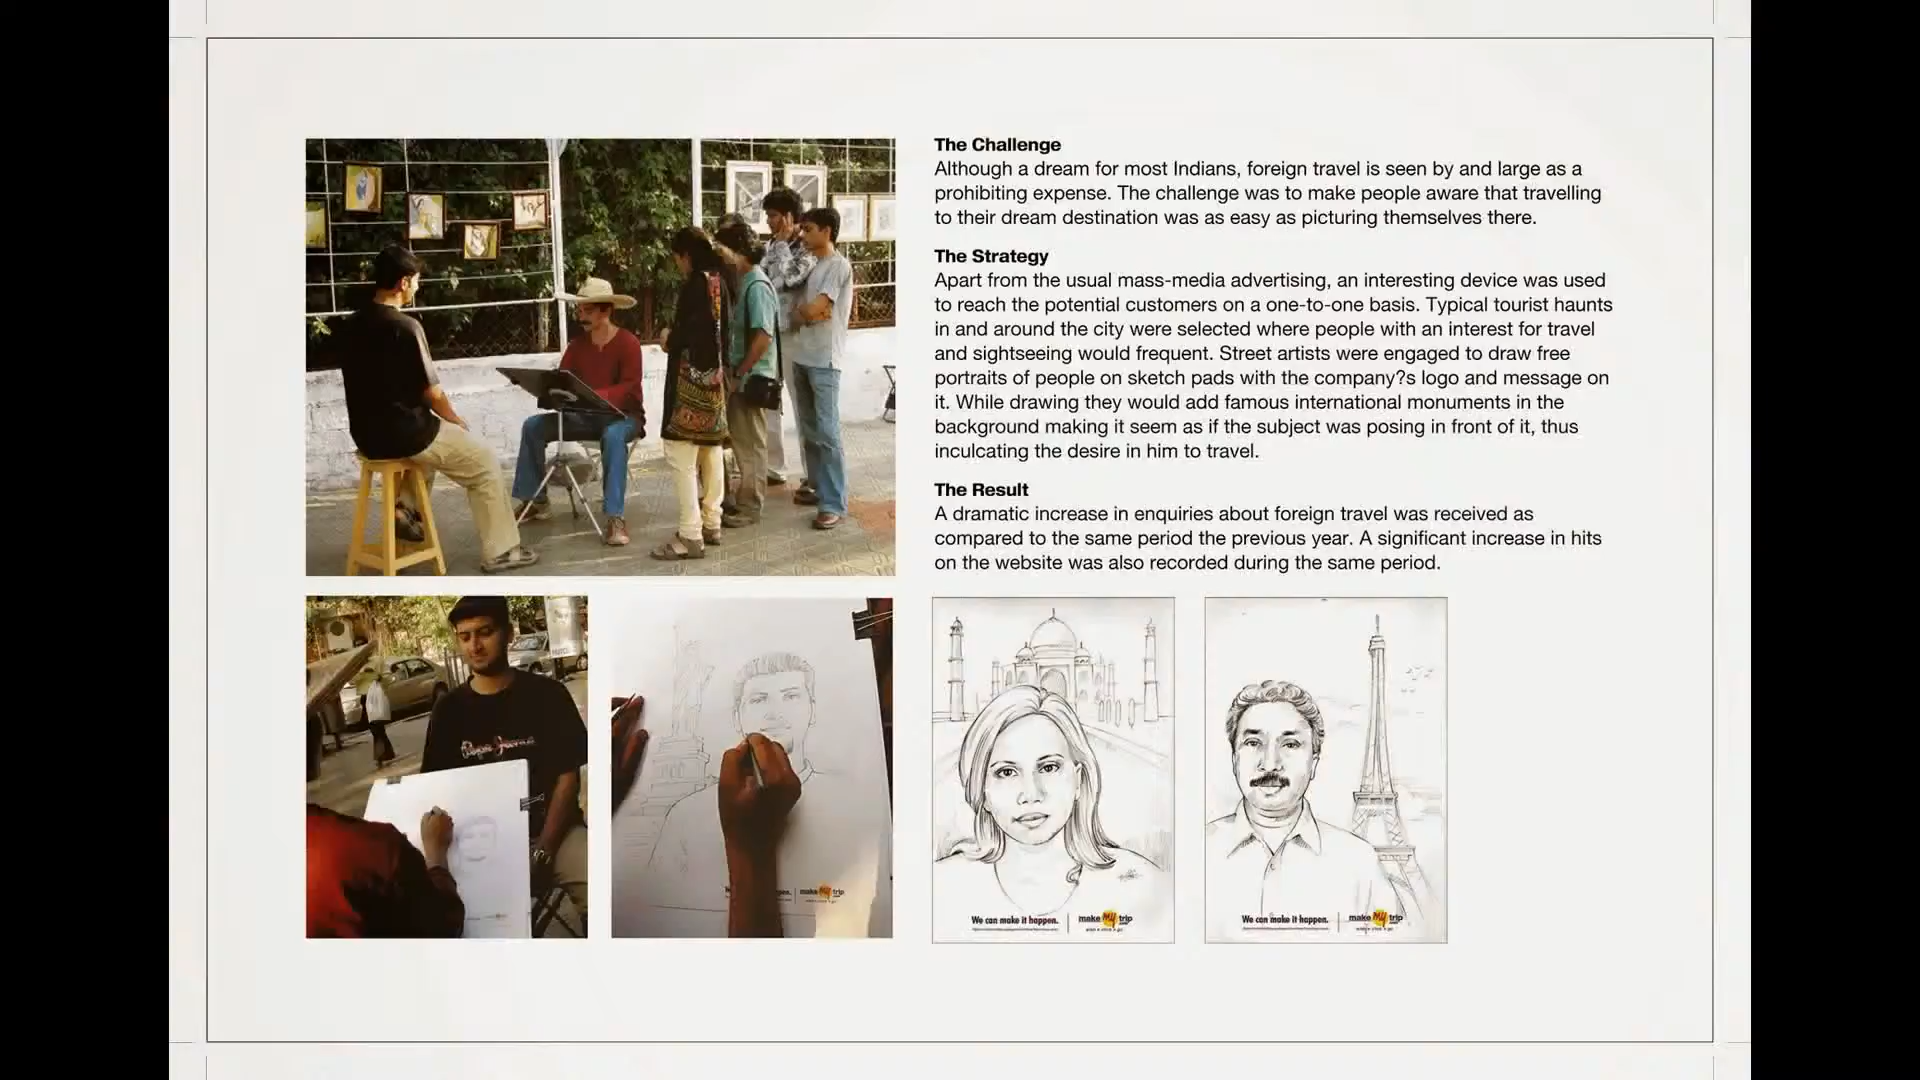 The Challenge
Although a dream for most Indians, foreign travel is seen by and large as a
prohibiting expense. The challenge was to make people aware that travelling
to their dream destination was as easy as picturing themselves there.
The Strategy
Apart from the usual mass-media advertising, an interesting device was used
to reach the potential customers on a one-to-one basis. Typical tourist haunts
in and around the city were selected where people with an interest for travel
and sightseeing would frequent. Street artists were engaged to draw free
portraits of people on sketch pads with the company?s logo and message on
it. While drawing they would add famous international monuments in the
background making it seem as if the subject was posing in front of it, thus
inculcating the desire in him to travel.
The Result
A dramatic increase in enquiries about foreign travel was received as
compared to the same period the previous year. A significant increase in hits
on the website was also recorded during the same period.
Pepe Jeans
make my trip
We can make it happen.
make my trip
We can make it happen.
make my trip